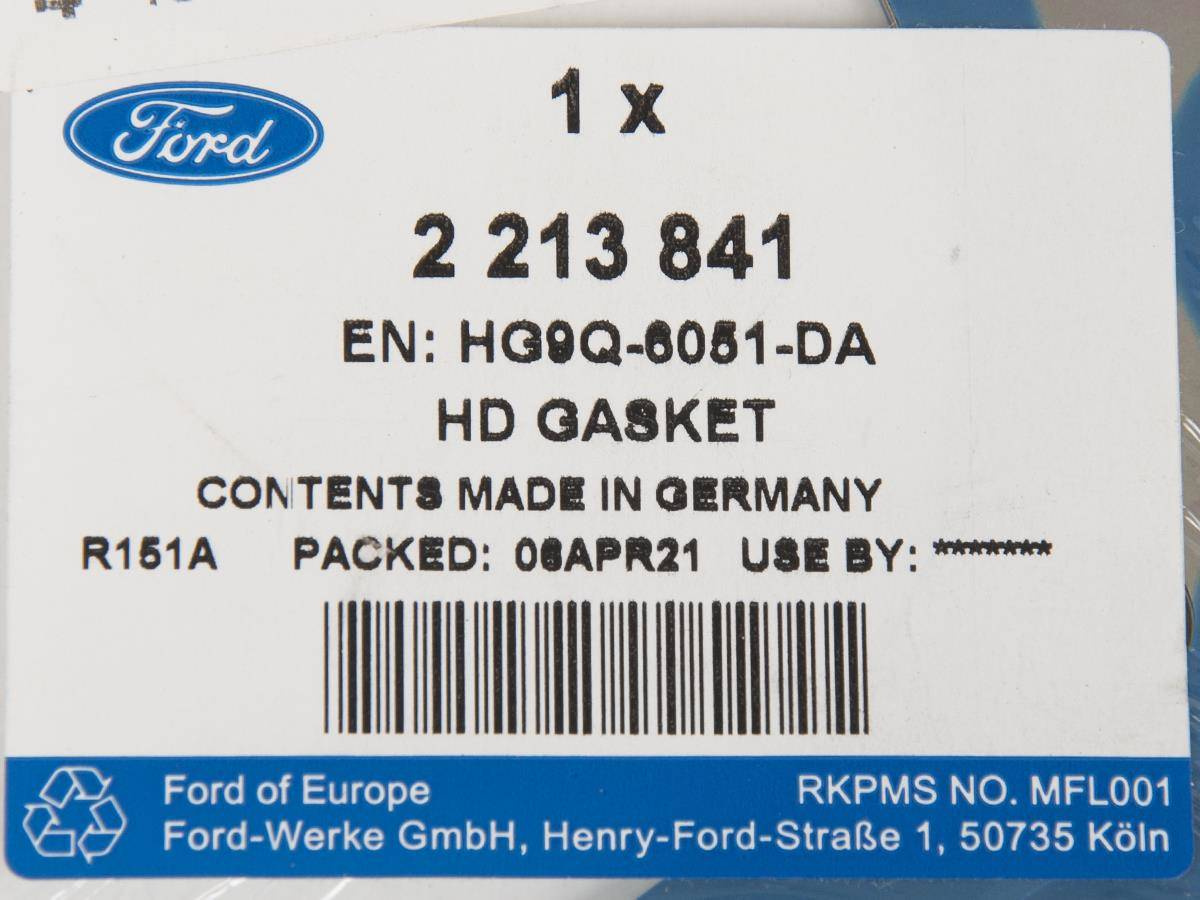 Ford
1 x
2 213 841
EN: HG9Q-6051-DA
HD GASKET
CONTENTS MADE IN GERMANY
R151A PACKED: 06APR21 USE BY: *******
Ford of Europe RKPMS NO. MFL001
Ford-Werke GmbH, Henry-Ford-Straße 1, 50735 Köln